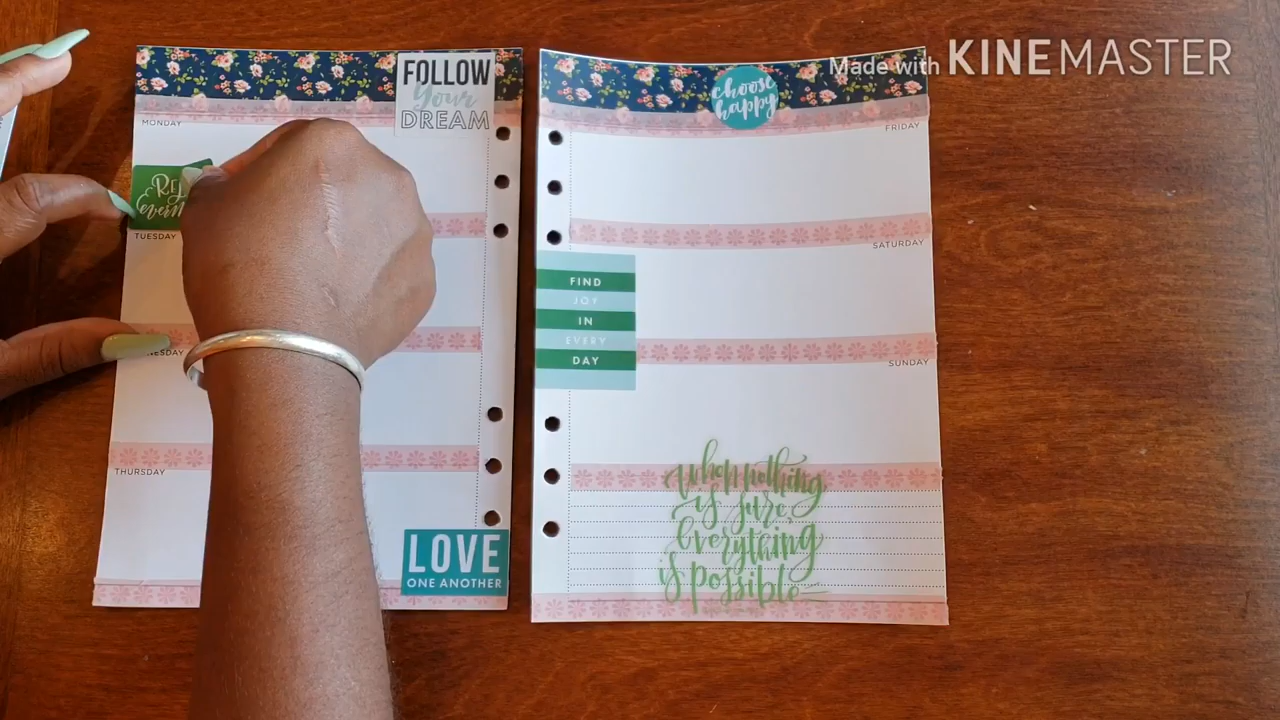 Made with KINEMASTER
FOLLOW
Your
DREAM
MONDAY
TUESDAY
THURSDAY
LOVE
ONE ANOTHER
choose
happy
FRIDAY
SATURDAY
FIND
JOY
IN
EVERY
DAY
SUNDAY
when nothing
is sure,
everything
is possible